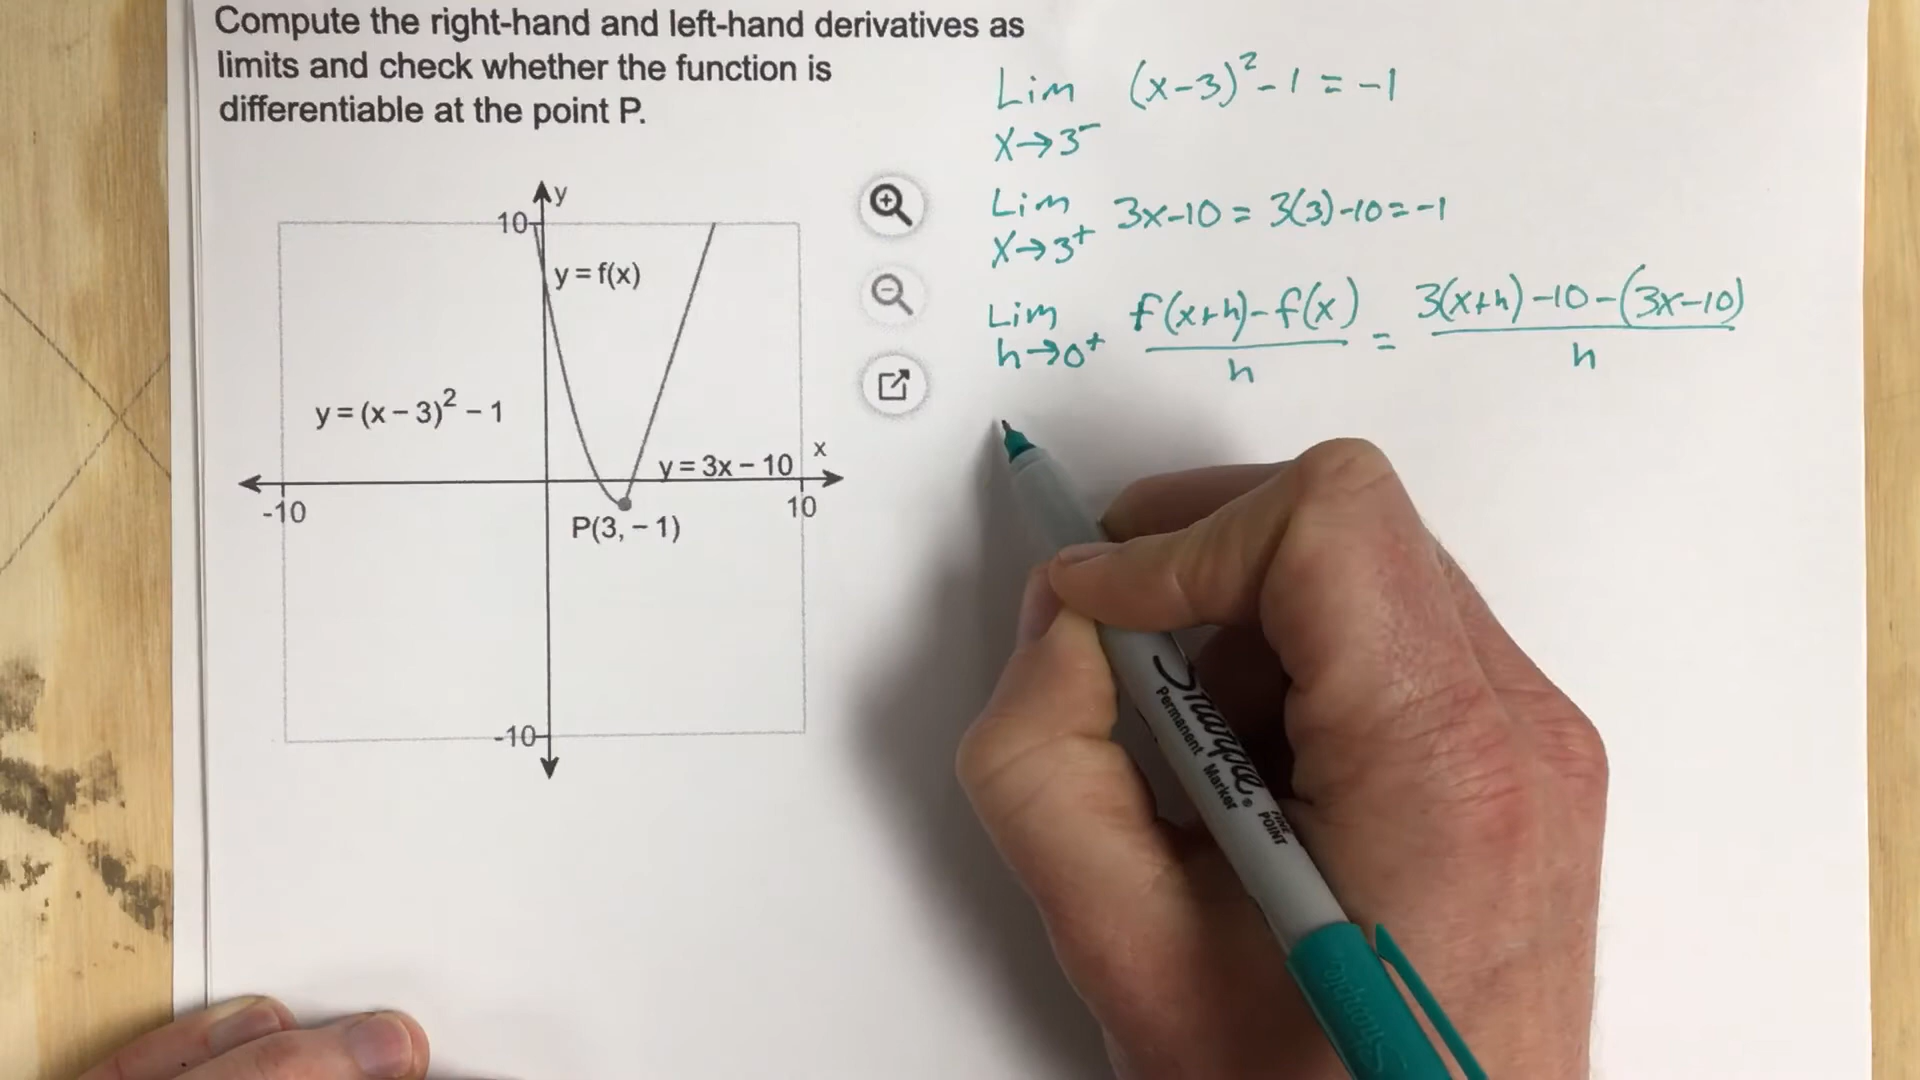 Compute the right-hand and left-hand derivatives as
limits and check whether the function is
differentiable at the point P.
y
10
y = f(x)
y = (x − 3)² − 1
y = 3x − 10
x
-10
10
P(3, − 1)
-10
Lim (x-3)² - 1 = -1
x→3⁻
Lim 3x-10 = 3(3)-10 = -1
x→3⁺
Lim f(x+h)-f(x) = 3(x+h)-10-(3x-10)
h→0⁺ h h
Sharpie.
Permanent Marker
FINE
POINT
Sharpie